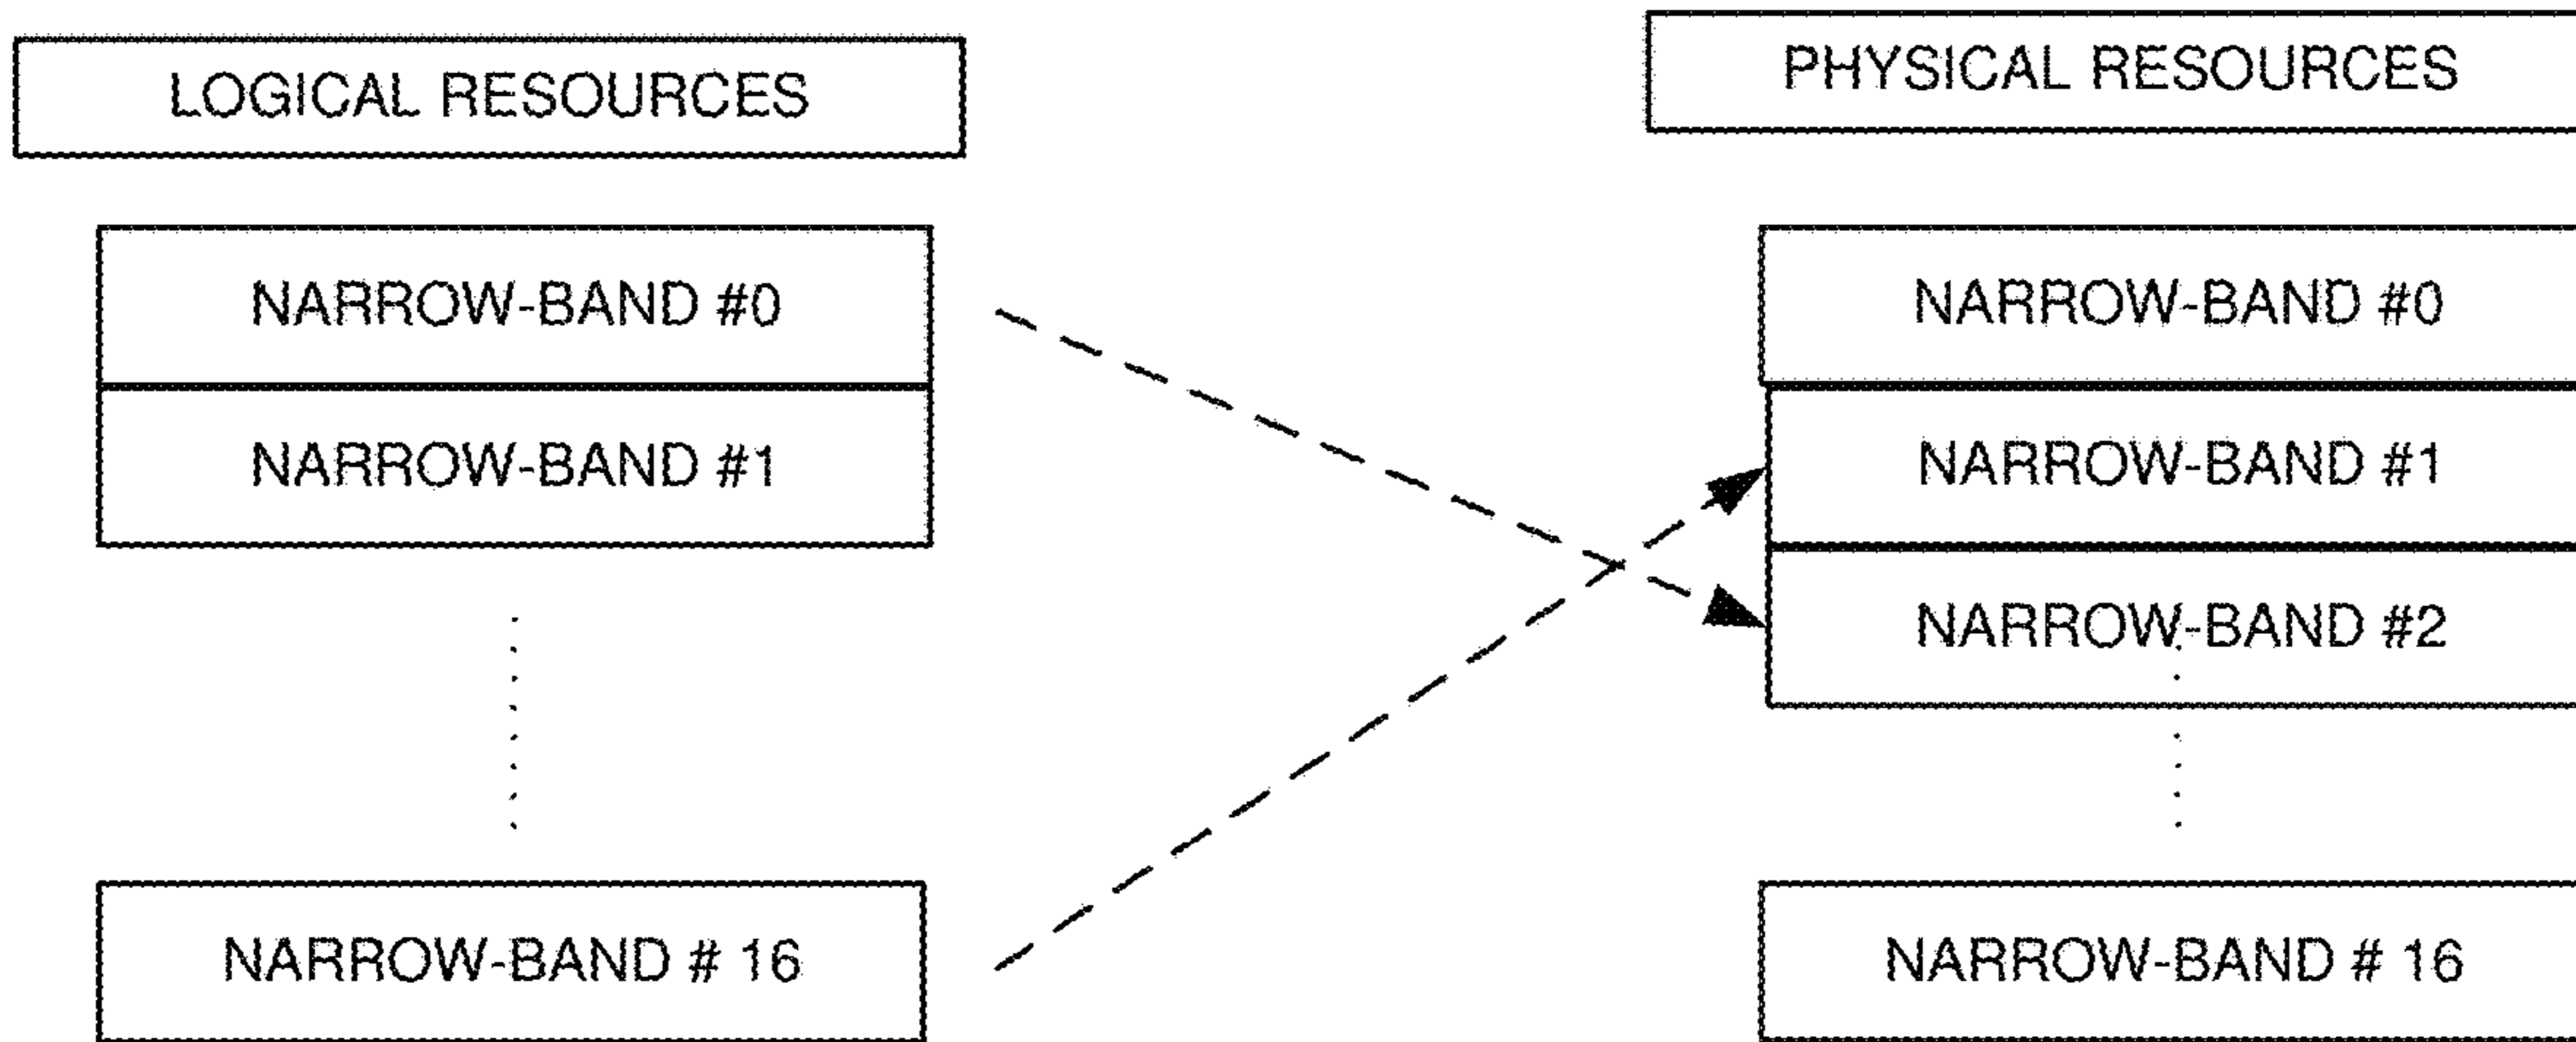 LOGICAL RESOURCES
PHYSICAL RESOURCES
NARROW-BAND #0
NARROW-BAND #1
NARROW-BAND # 16
NARROW-BAND #0
NARROW-BAND #1
NARROW-BAND #2
NARROW-BAND # 16